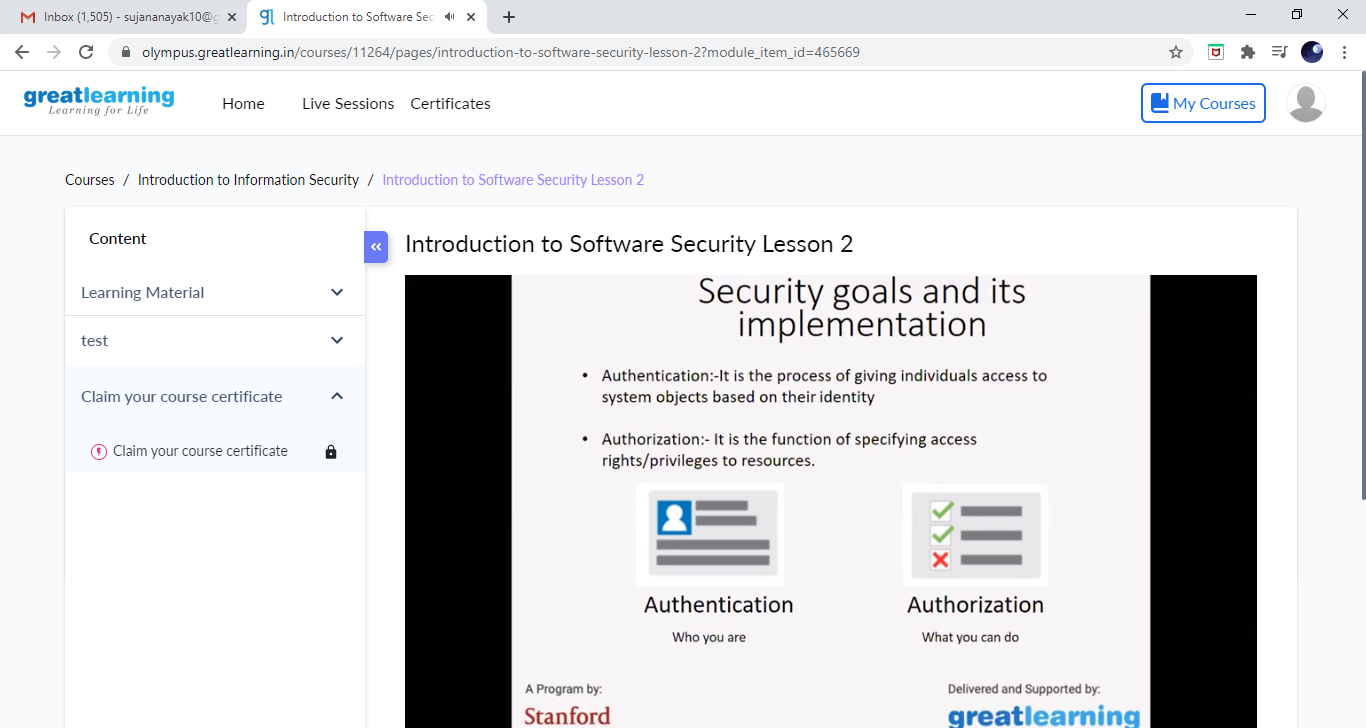 Inbox (1,505) - sujananayak10@g
Introduction to Software Sec
olympus.greatlearning.in/courses/11264/pages/introduction-to-software-security-lesson-2?module_item_id=465669
greatlearning
Learning for Life
Home
Live Sessions
Certificates
My Courses
Courses / Introduction to Information Security / Introduction to Software Security Lesson 2
Content
Learning Material
test
Claim your course certificate
Claim your course certificate
Introduction to Software Security Lesson 2
Security goals and its
implementation
• Authentication:-It is the process of giving individuals access to
system objects based on their identity
• Authorization:- It is the function of specifying access
rights/privileges to resources.
Authentication
Who you are
Authorization
What you can do
A Program by:
Stanford
Delivered and Supported by:
greatlearning